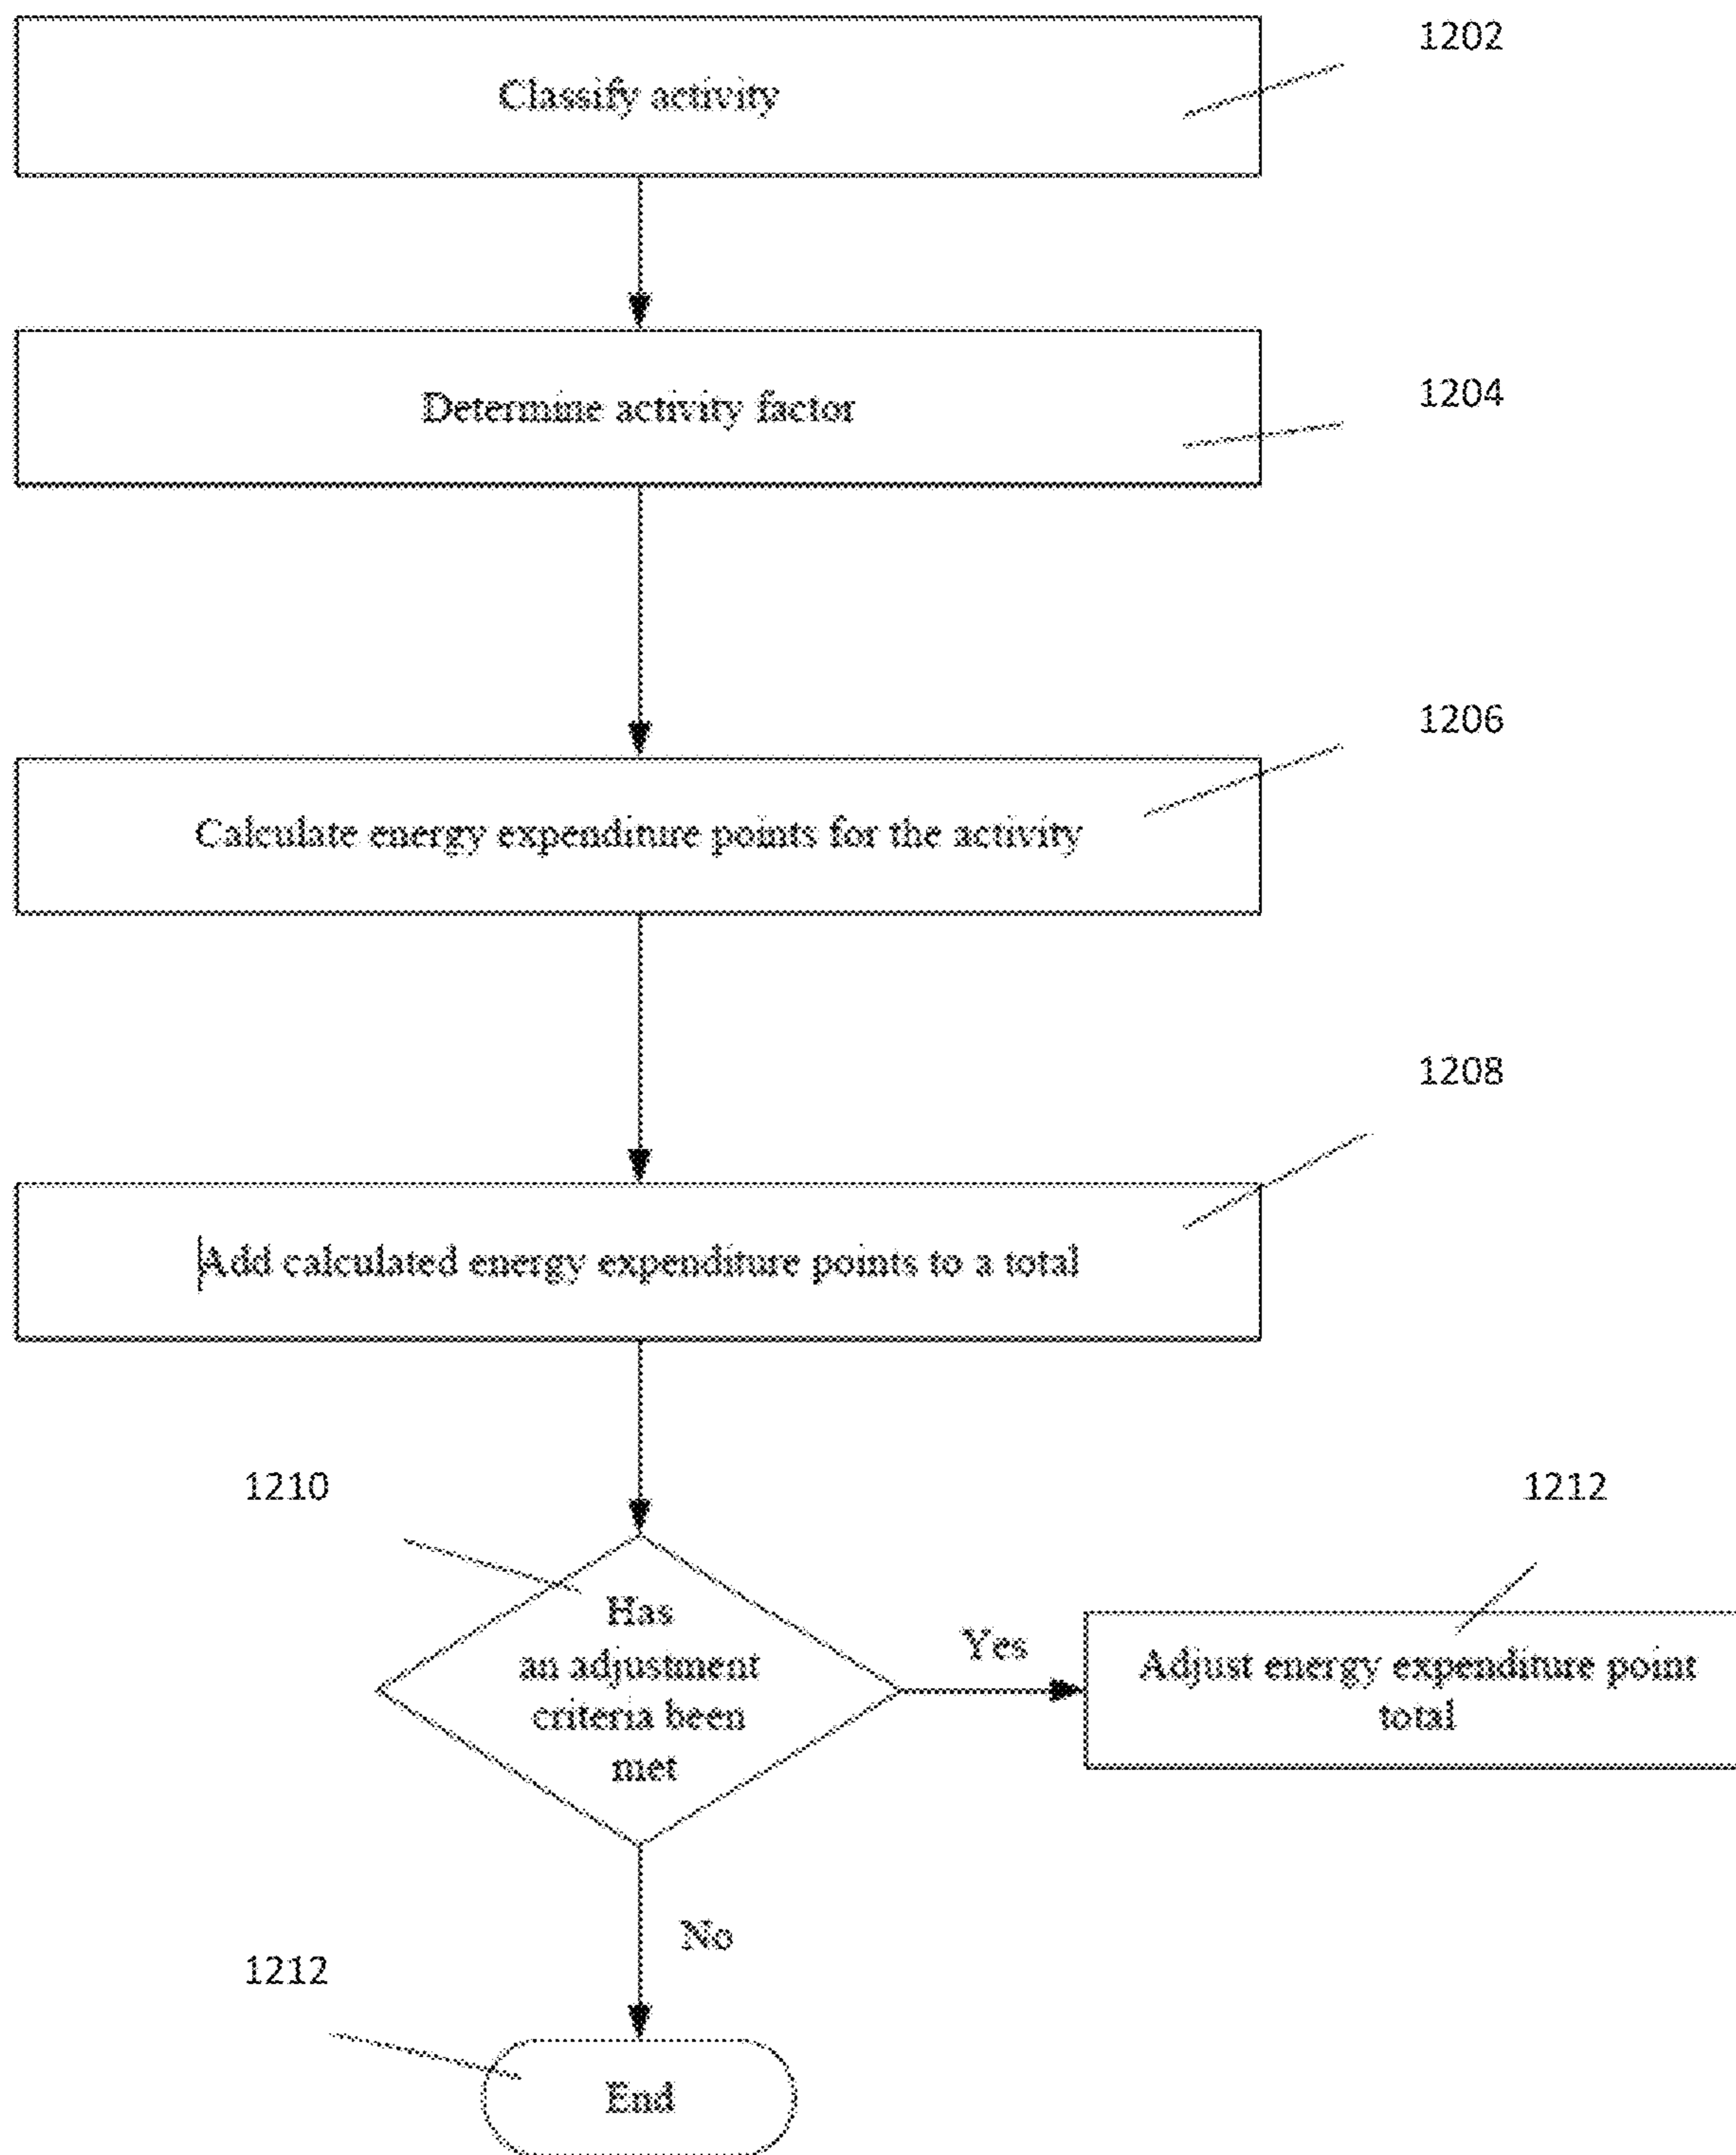 1202
Classify activity
1204
Determine activity factor
1206
Calculate energy expenditure points for the activity
1208
Add calculated energy expenditure points to a total
1210
1212
Has
an adjustment
criteria been
met
Yes
Adjust energy expenditure point
total
No
1212
End